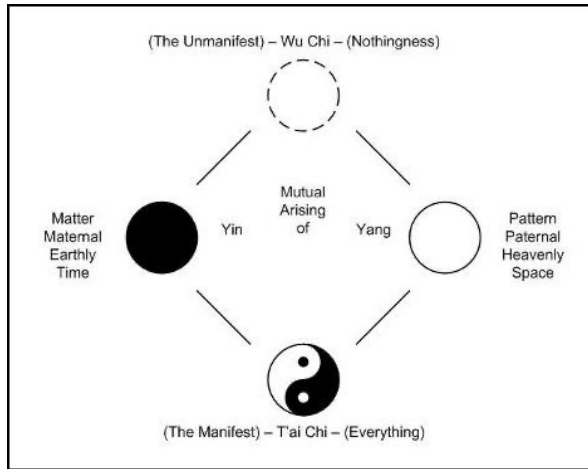 (The Unmanifest) – Wu Chi – (Nothingness)
Mutual
Arising
of
Matter
Maternal
Earthly
Time
Yin
Yang
Pattern
Paternal
Heavenly
Space
(The Manifest) – T'ai Chi – (Everything)